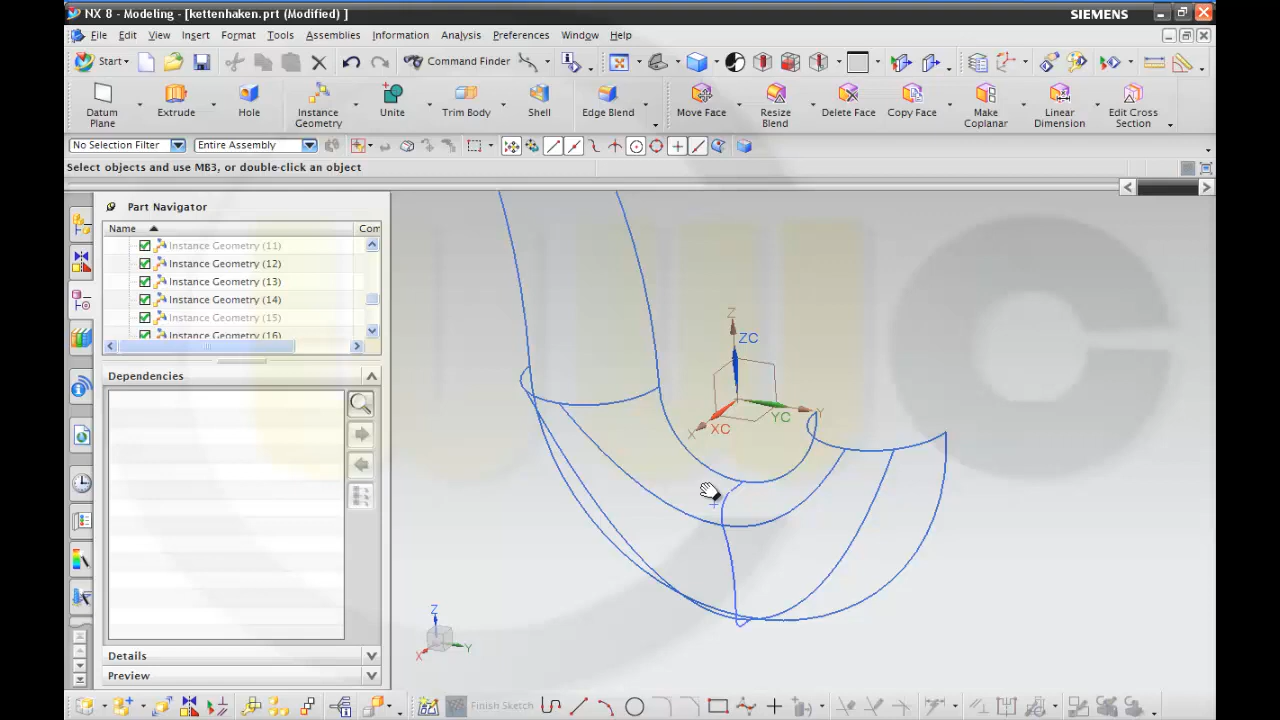 NX 8 - Modeling - [kettenhaken.prt (Modified) ]
SIEMENS
File Edit View Insert Format Tools Assemblies Information Analysis Preferences Window Help
Start Command Finder
Datum Plane Extrude Hole Instance Geometry Unite Trim Body Shell Edge Blend Move Face Resize Blend Delete Face Copy Face Make Coplanar Linear Dimension Edit Cross Section
No Selection Filter Entire Assembly
Select objects and use MB3, or double-click an object
Part Navigator
Name Com
Instance Geometry (11)
Instance Geometry (12)
Instance Geometry (13)
Instance Geometry (14)
Instance Geometry (15)
Instance Geometry (16)
Dependencies
Details
Preview
Z
ZC
YC
Y
XC
X
Z
Y
X
Finish Sketch